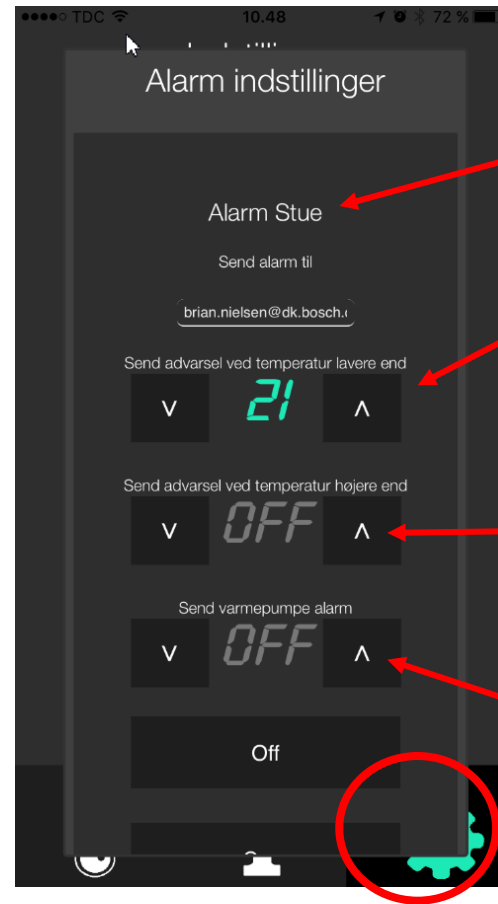 TDC 10.48 72 %
Alarm indstillinger
Alarm Stue
Send alarm til
brian.nielsen@dk.bosch.
Send advarsel ved temperatur lavere end
v 21 ʌ
Send advarsel ved temperatur højere end
v OFF ʌ
Send varmepumpe alarm
v OFF ʌ
Off